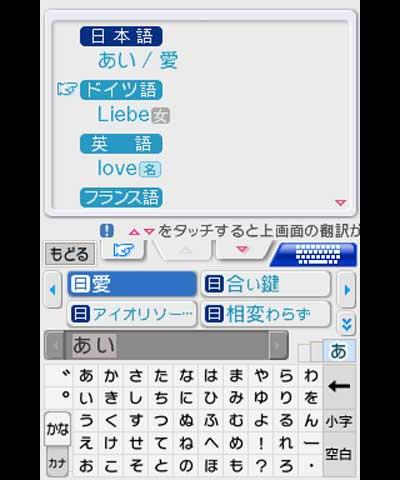 日本語
あい / 愛
ドイツ語
Liebe 女
英 語
love 名
フランス語
! △▽をタッチすると上画面の翻訳が
もどる
日 愛
日 合い鍵
日 アイオリソー…
日 相変わらず
あい
あ
゛ あ か さ た な は ま や ら わ ←
゜ い き し ち に ひ み ゆ り を
かな う く す つ ぬ ふ む よ る ん 小字
え け せ て ね へ め ! れ ー
カナ お こ そ と の ほ も ? ろ ・ 空白